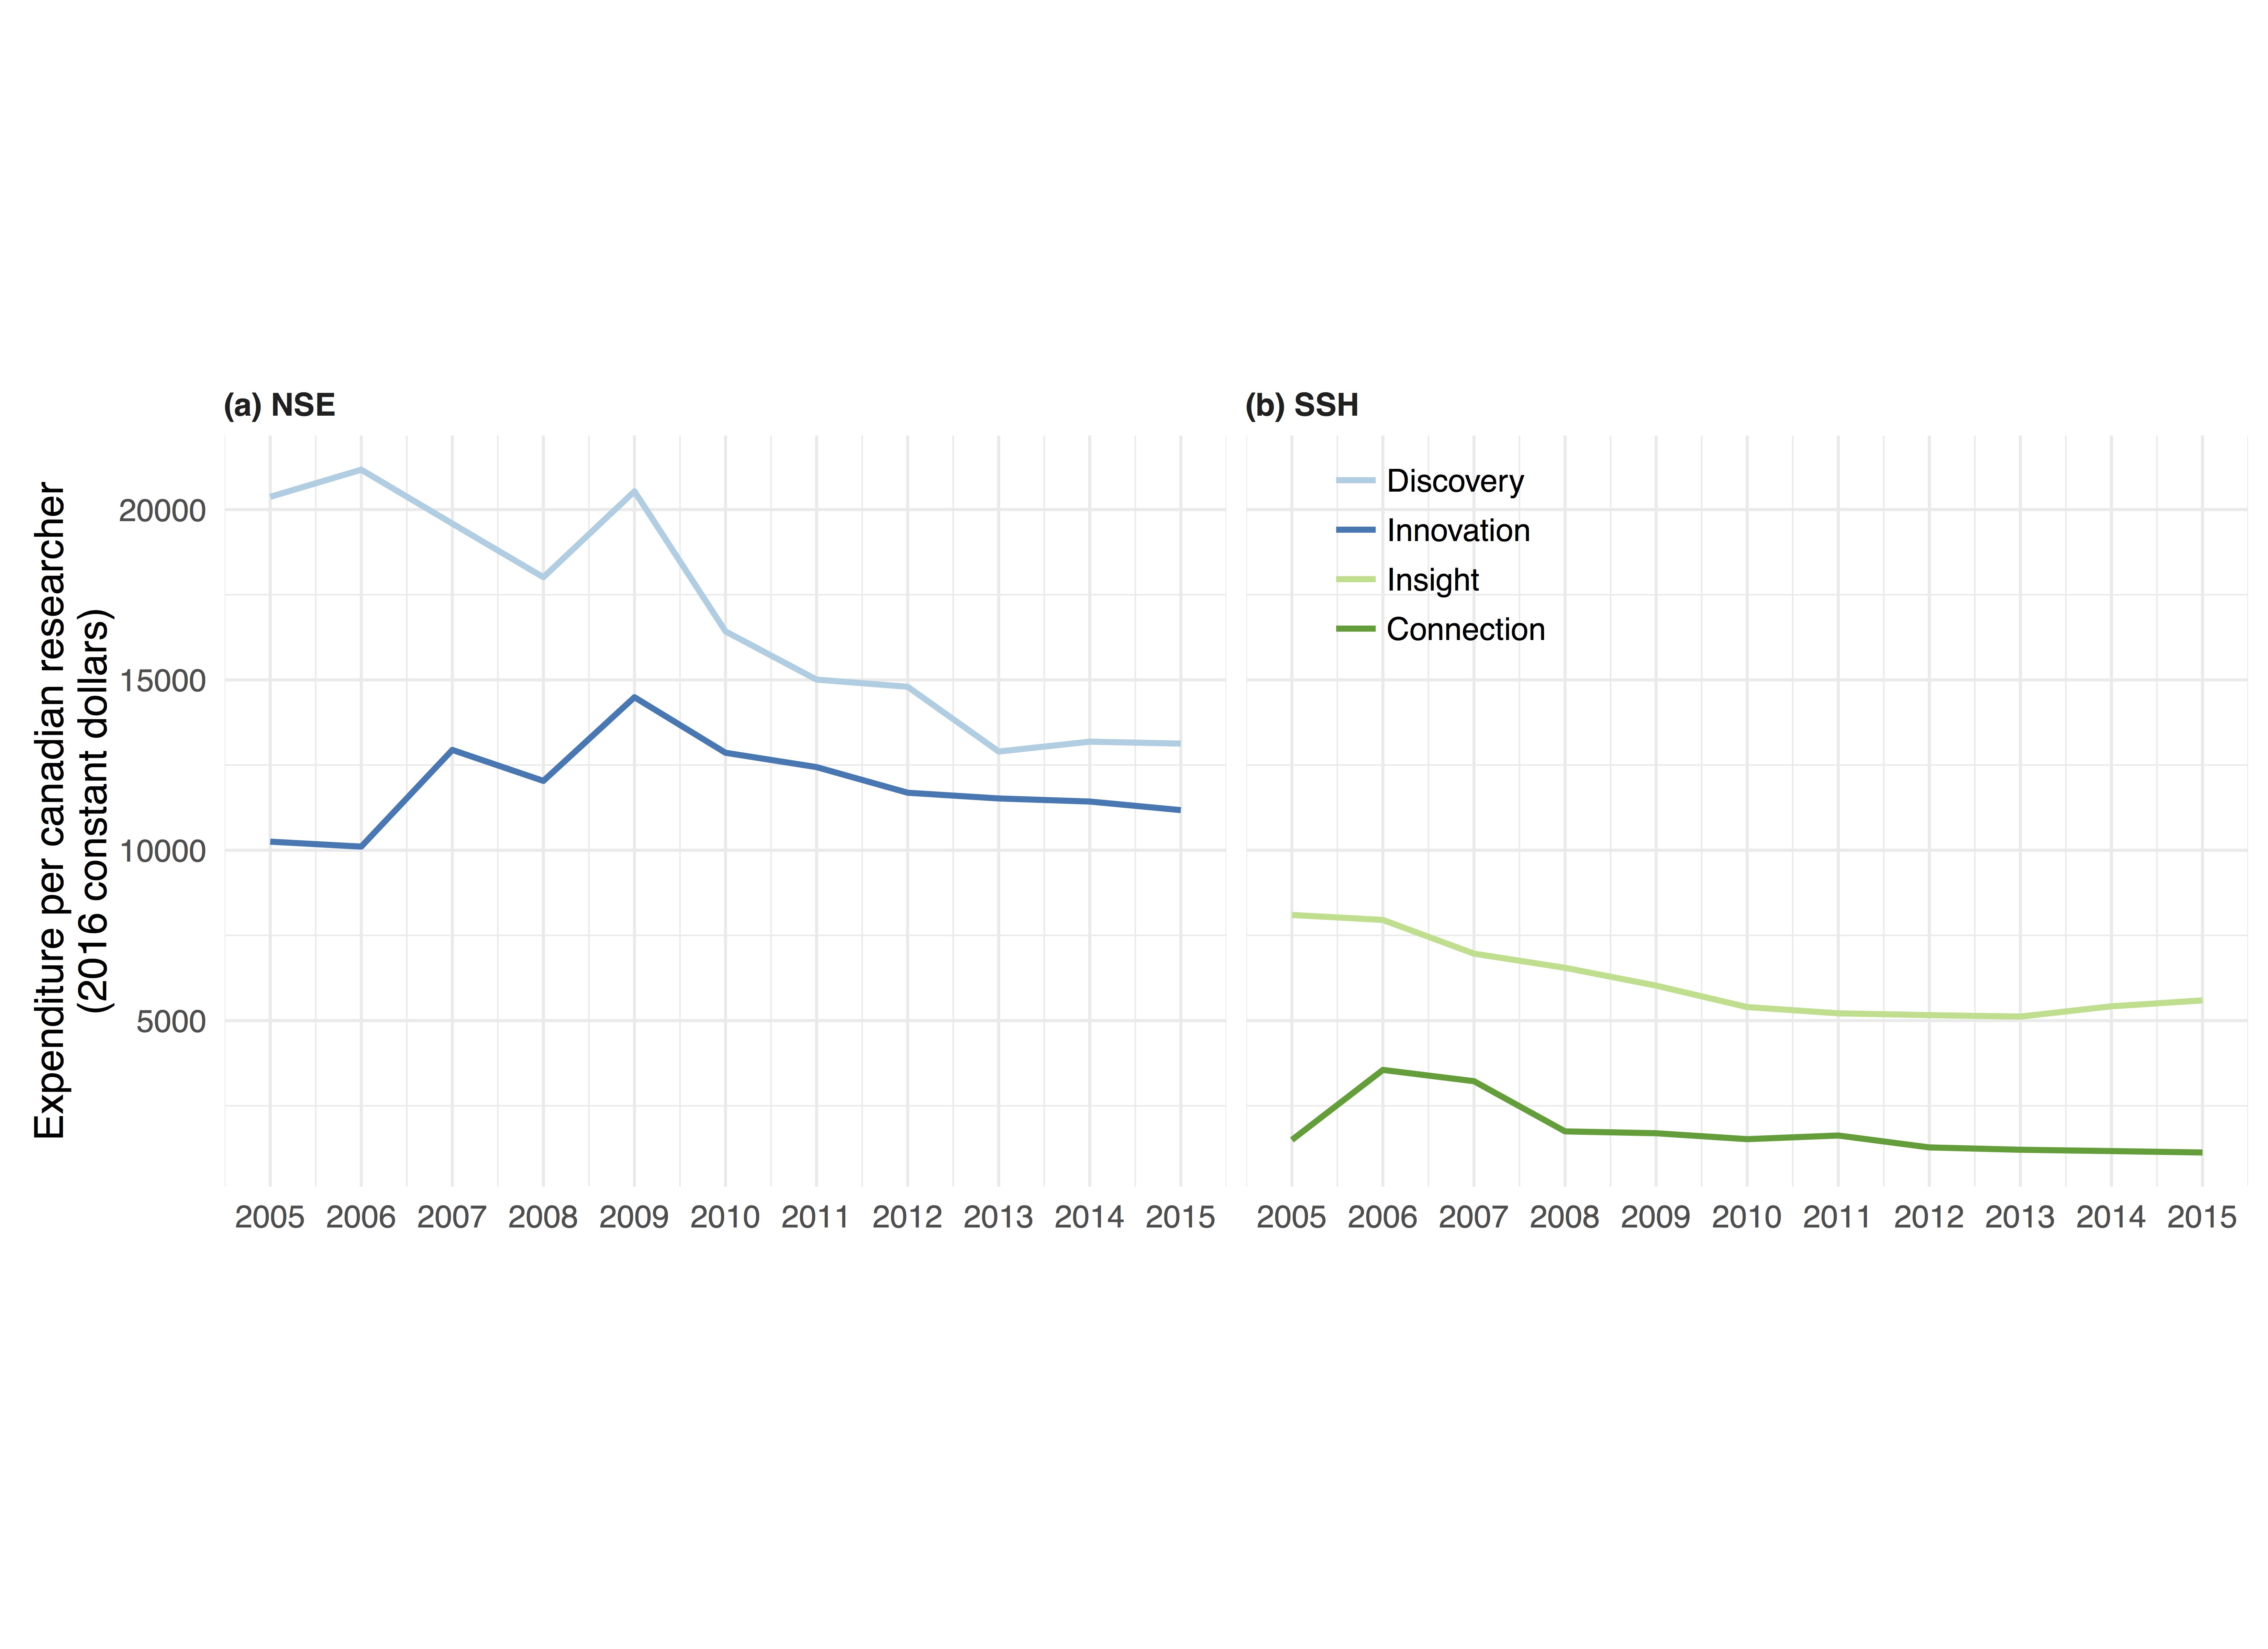 (a) NSE
(b) SSH
Expenditure per canadian researcher
(2016 constant dollars)
20000
15000
10000
5000
Discovery
Innovation
Insight
Connection
2005 2006 2007 2008 2009 2010 2011 2012 2013 2014 2015
2005 2006 2007 2008 2009 2010 2011 2012 2013 2014 2015